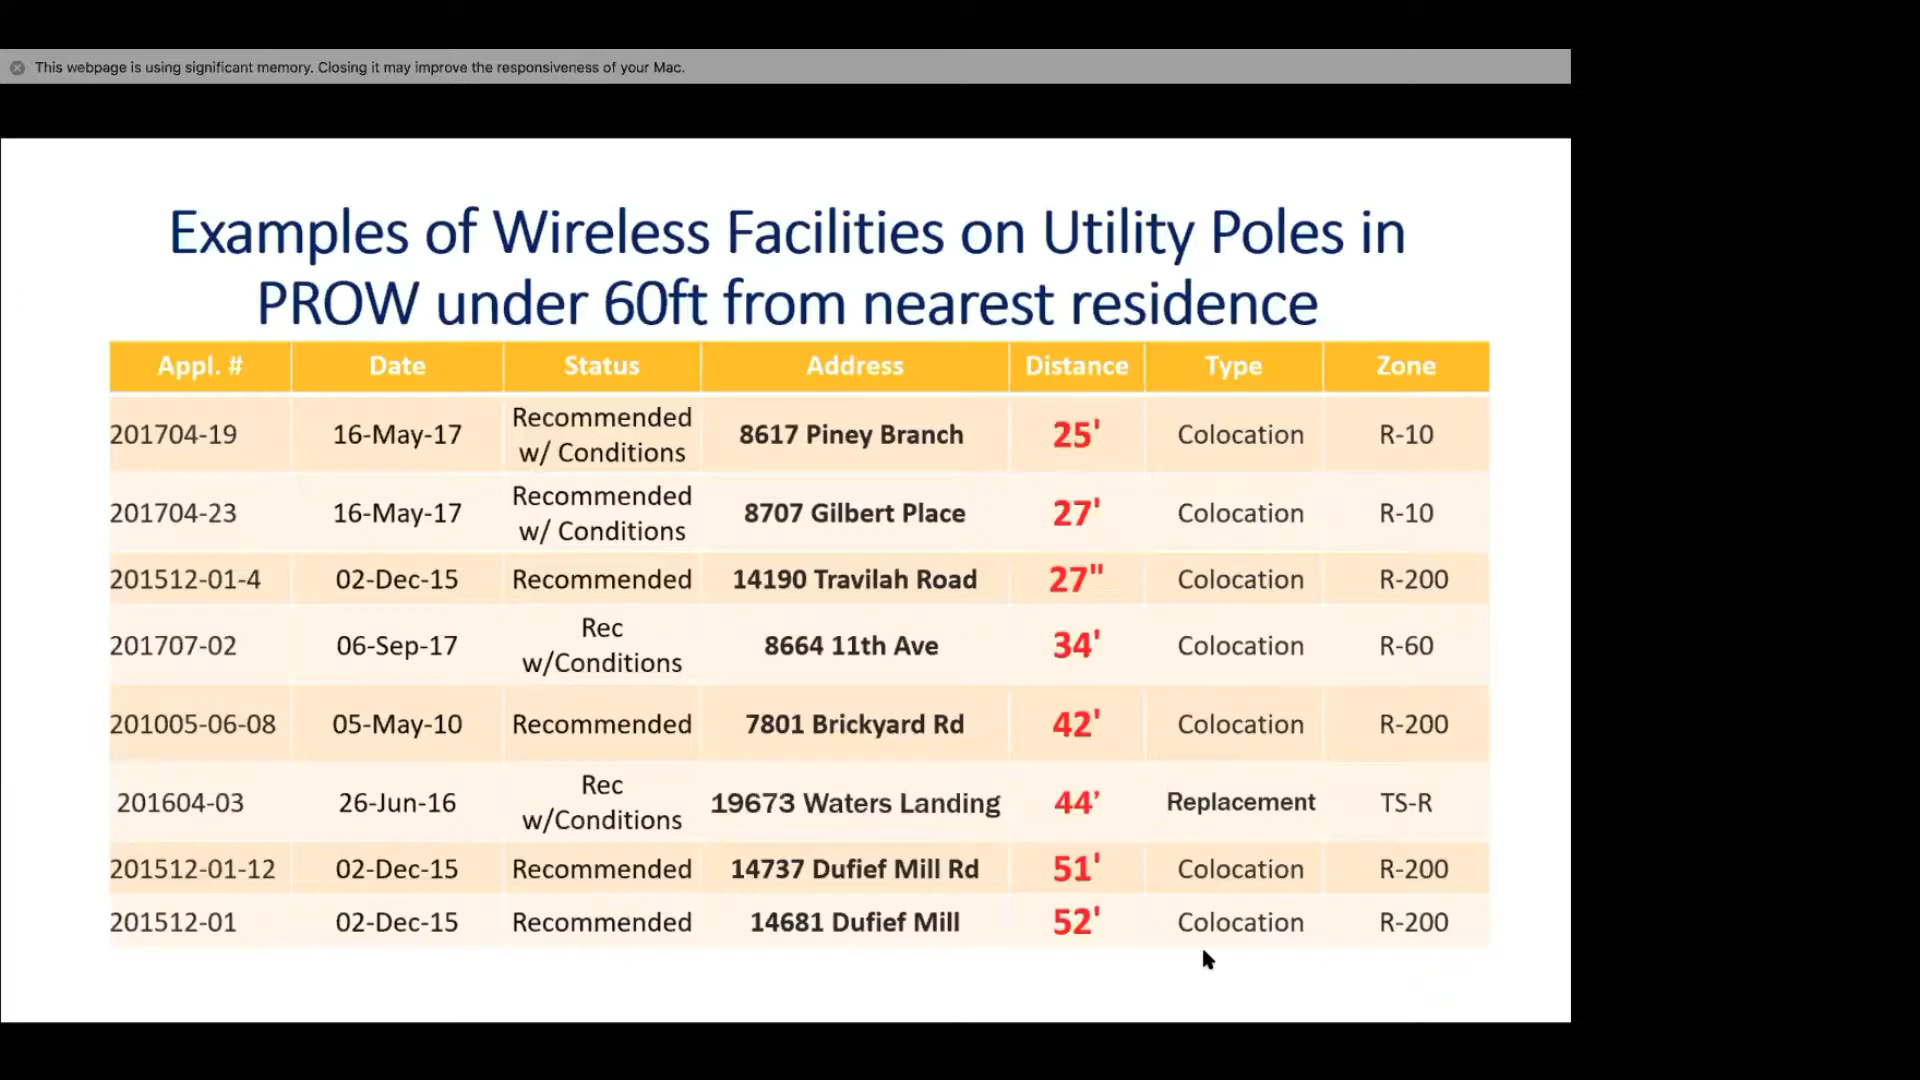 This webpage is using significant memory. Closing it may improve the responsiveness of your Mac.
Examples of Wireless Facilities on Utility Poles in
PROW under 60ft from nearest residence
Appl. # Date Status Address Distance Type Zone
201704-19 16-May-17 Recommended w/ Conditions 8617 Piney Branch 25' Colocation R-10
201704-23 16-May-17 Recommended w/ Conditions 8707 Gilbert Place 27' Colocation R-10
201512-01-4 02-Dec-15 Recommended 14190 Travilah Road 27" Colocation R-200
201707-02 06-Sep-17 Rec w/Conditions 8664 11th Ave 34' Colocation R-60
201005-06-08 05-May-10 Recommended 7801 Brickyard Rd 42' Colocation R-200
201604-03 26-Jun-16 Rec w/Conditions 19673 Waters Landing 44’ Replacement TS-R
201512-01-12 02-Dec-15 Recommended 14737 Dufief Mill Rd 51' Colocation R-200
201512-01 02-Dec-15 Recommended 14681 Dufief Mill 52' Colocation R-200